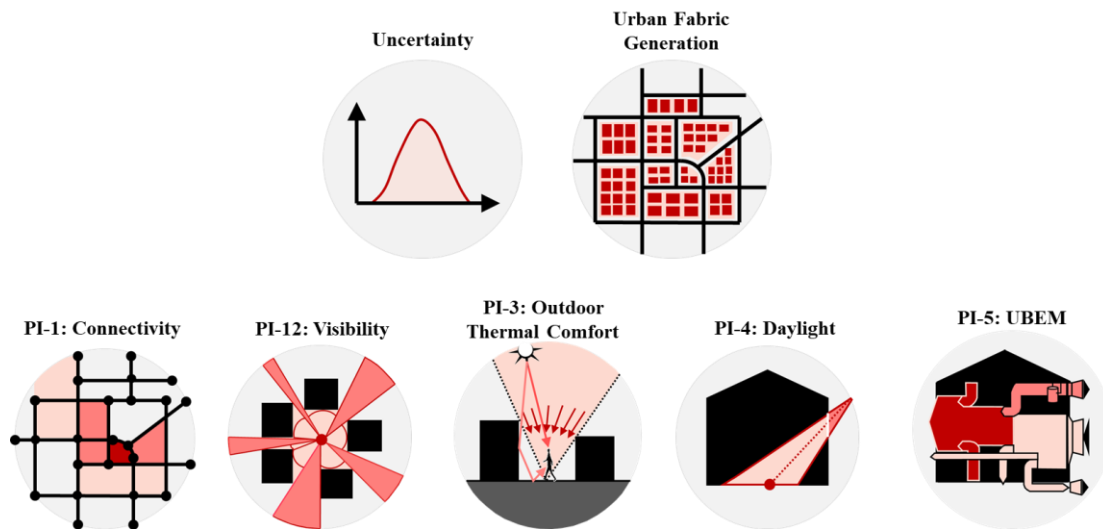 Uncertainty
Urban Fabric
Generation
PI-1: Connectivity
PI-12: Visibility
PI-3: Outdoor
Thermal Comfort
PI-4: Daylight
PI-5: UBEM